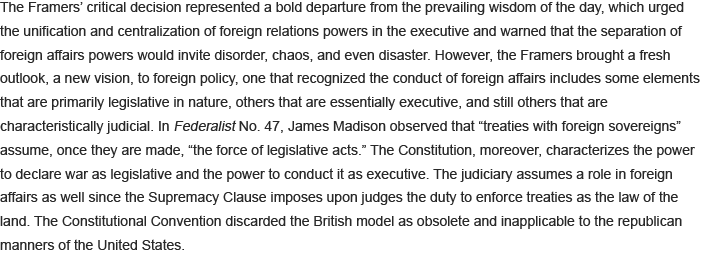 The Framers’ critical decision represented a bold departure from the prevailing wisdom of the day, which urged
the unification and centralization of foreign relations powers in the executive and warned that the separation of
foreign affairs powers would invite disorder, chaos, and even disaster. However, the Framers brought a fresh
outlook, a new vision, to foreign policy, one that recognized the conduct of foreign affairs includes some elements
that are primarily legislative in nature, others that are essentially executive, and still others that are
characteristically judicial. In Federalist No. 47, James Madison observed that “treaties with foreign sovereigns”
assume, once they are made, “the force of legislative acts.” The Constitution, moreover, characterizes the power
to declare war as legislative and the power to conduct it as executive. The judiciary assumes a role in foreign
affairs as well since the Supremacy Clause imposes upon judges the duty to enforce treaties as the law of the
land. The Constitutional Convention discarded the British model as obsolete and inapplicable to the republican
manners of the United States.